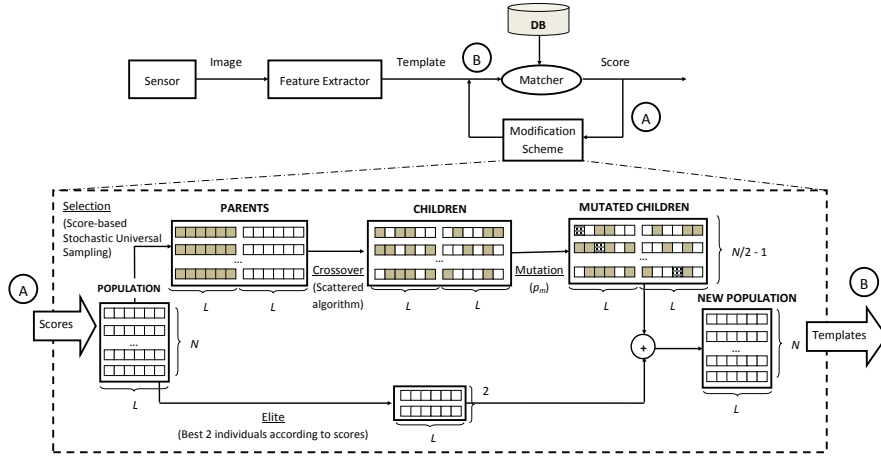 DB
Image
Template
B
Score
Sensor
Feature Extractor
Matcher
A
Modification
Scheme
Selection
(Score-based
Stochastic Universal
Sampling)
PARENTS
CHILDREN
MUTATED CHILDREN
...
...
...
N/2 - 1
Crossover
(Scattered
algorithm)
Mutation
(pm)
L
L
L
L
L
L
A
Scores
POPULATION
...
N
L
+
NEW POPULATION
...
N
L
B
Templates
2
L
Elite
(Best 2 individuals according to scores)